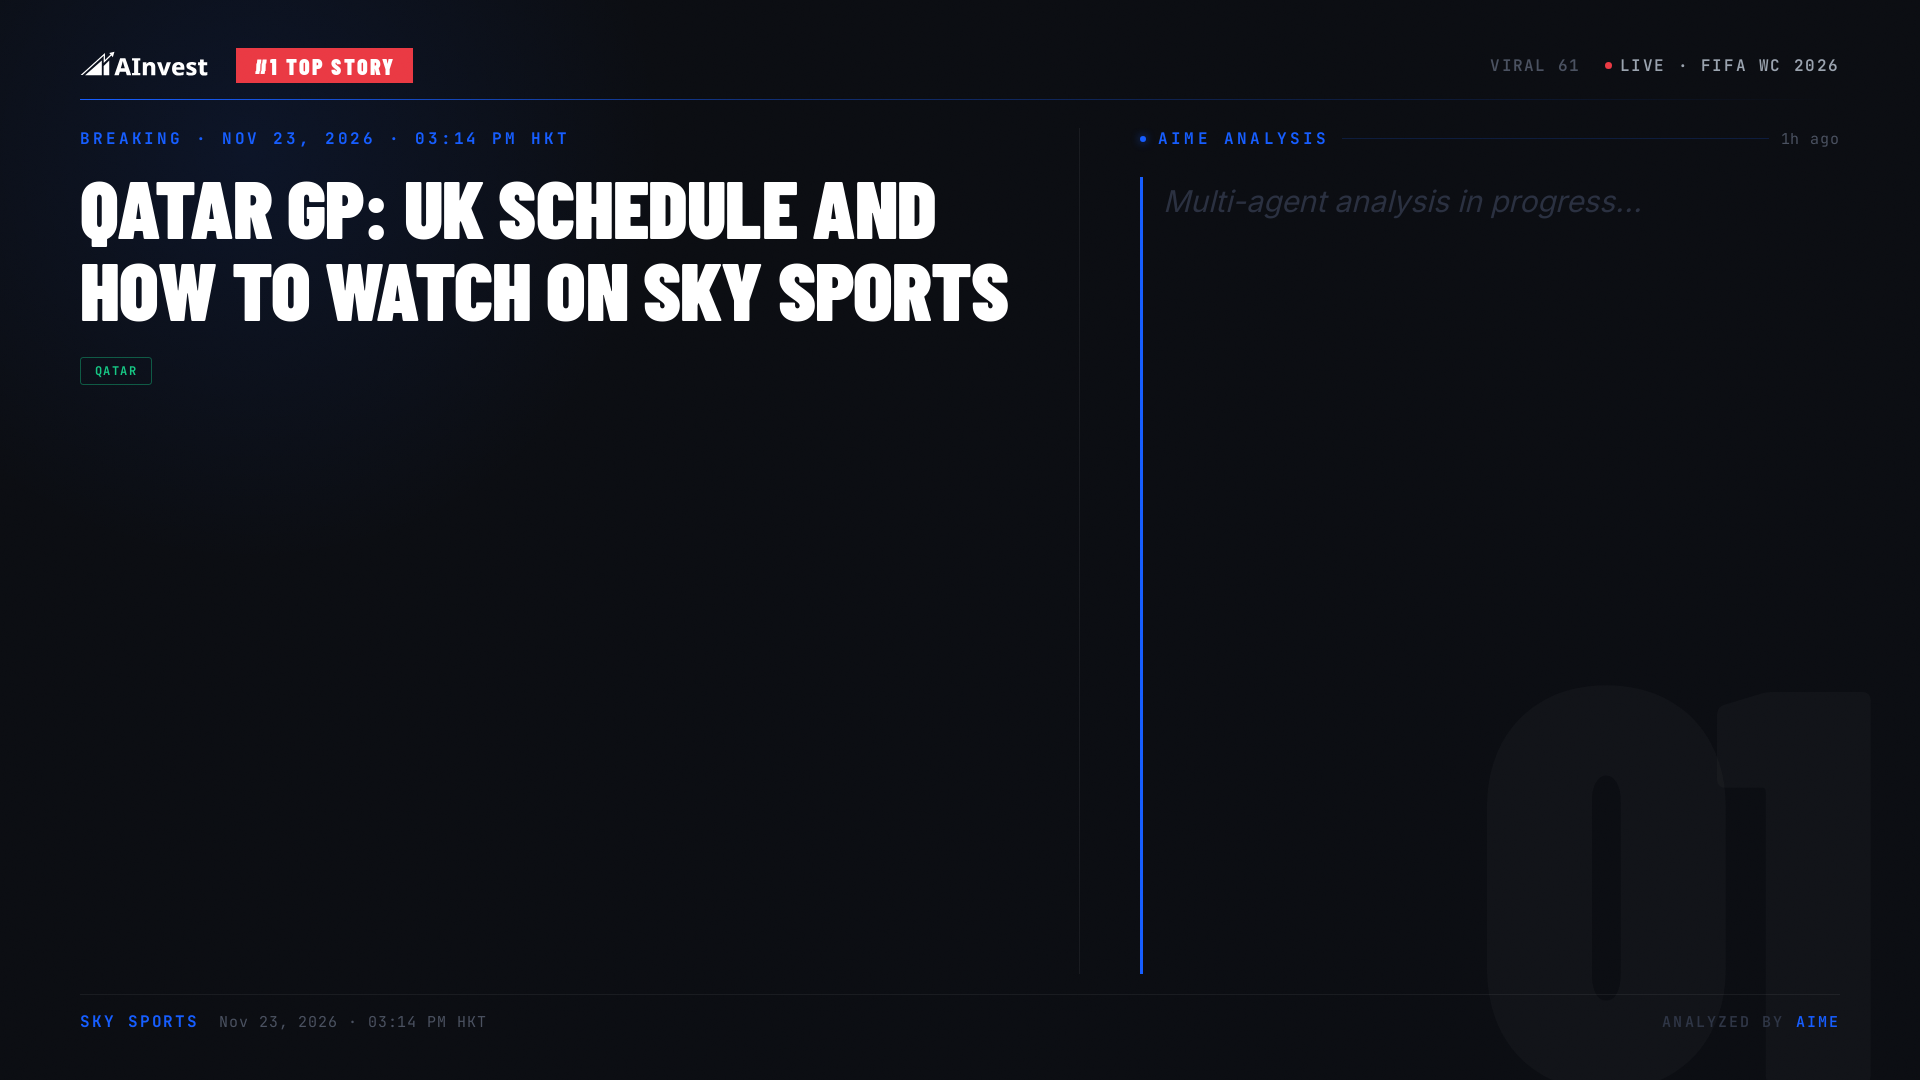 AInvest
#1 TOP STORY
VIRAL 61
LIVE · FIFA WC 2026
BREAKING · NOV 23, 2026 · 03:14 PM HKT
QATAR GP: UK SCHEDULE AND
HOW TO WATCH ON SKY SPORTS
QATAR
AIME ANALYSIS
1h ago
Multi-agent analysis in progress...
01
SKY SPORTS
Nov 23, 2026 · 03:14 PM HKT
ANALYZED BY AIME